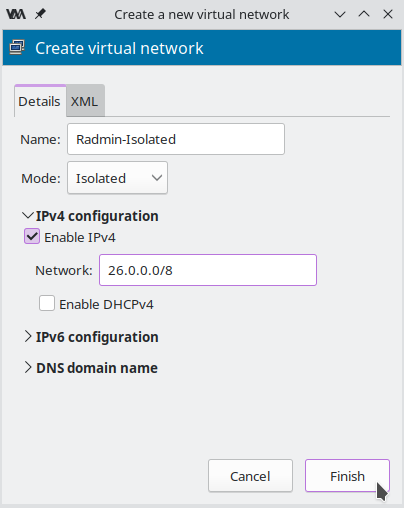 Create a new virtual network
Create virtual network
Details XML
Name: Radmin-Isolated
Mode: Isolated
IPv4 configuration
Enable IPv4
Network: 26.0.0.0/8
Enable DHCPv4
IPv6 configuration
DNS domain name
Cancel Finish